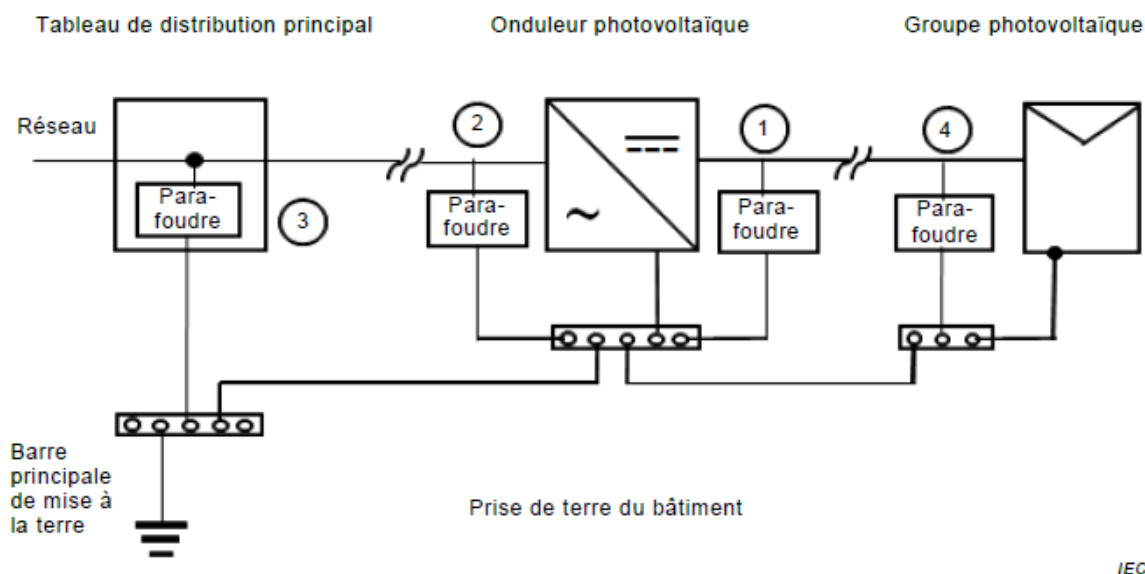 Tableau de distribution principal
Onduleur photovoltaïque
Groupe photovoltaïque
Réseau
2
1
4
Para-
foudre
3
Para-
foudre
Para-
foudre
Para-
foudre
Barre
principale
de mise à
la terre
Prise de terre du bâtiment
IEC